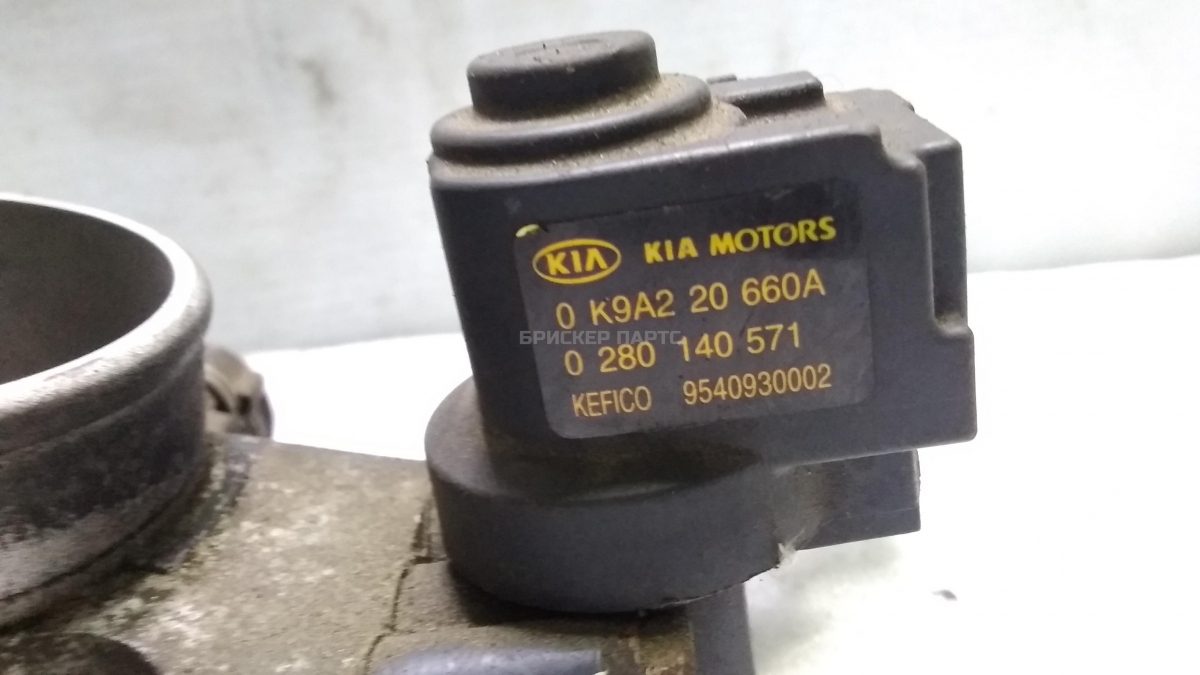 KIA KIA MOTORS
0 K9A2 20 660A
БРИСКЕР ПАРТС
0 280 140 571
KEFICO 9540930002